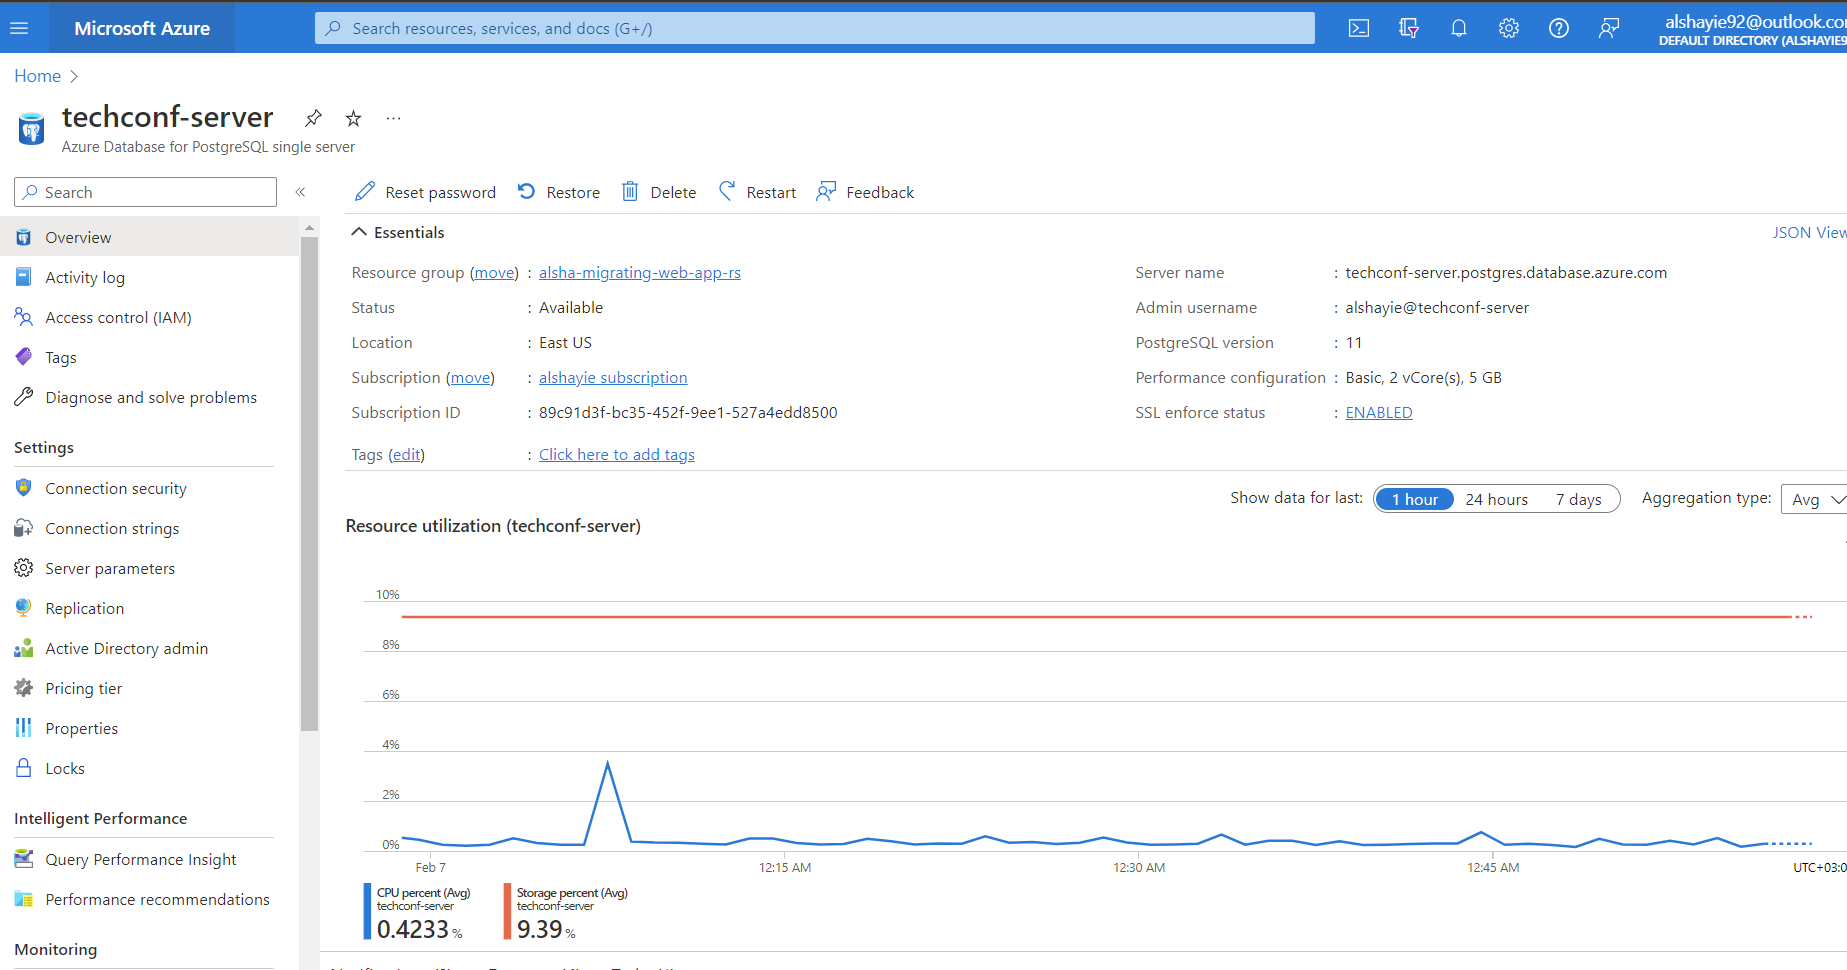 Microsoft Azure
Search resources, services, and docs (G+/)
alshayie92@outlook.co
DEFAULT DIRECTORY (ALSHAYIE9
Home
techconf-server
Azure Database for PostgreSQL single server
Search
Reset password
Restore
Delete
Restart
Feedback
Overview
Activity log
Access control (IAM)
Tags
Diagnose and solve problems
Settings
Connection security
Connection strings
Server parameters
Replication
Active Directory admin
Pricing tier
Properties
Locks
Intelligent Performance
Query Performance Insight
Performance recommendations
Monitoring
Essentials
JSON View
Resource group (move) : alsha-migrating-web-app-rs
Status : Available
Location : East US
Subscription (move) : alshayie subscription
Subscription ID : 89c91d3f-bc35-452f-9ee1-527a4edd8500
Tags (edit) : Click here to add tags
Server name : techconf-server.postgres.database.azure.com
Admin username : alshayie@techconf-server
PostgreSQL version : 11
Performance configuration : Basic, 2 vCore(s), 5 GB
SSL enforce status : ENABLED
Show data for last: 1 hour 24 hours 7 days Aggregation type: Avg
Resource utilization (techconf-server)
10%
8%
6%
4%
2%
0%
Feb 7 12:15 AM 12:30 AM 12:45 AM UTC+03:0
CPU percent (Avg)
techconf-server
0.4233 %
Storage percent (Avg)
techconf-server
9.39 %